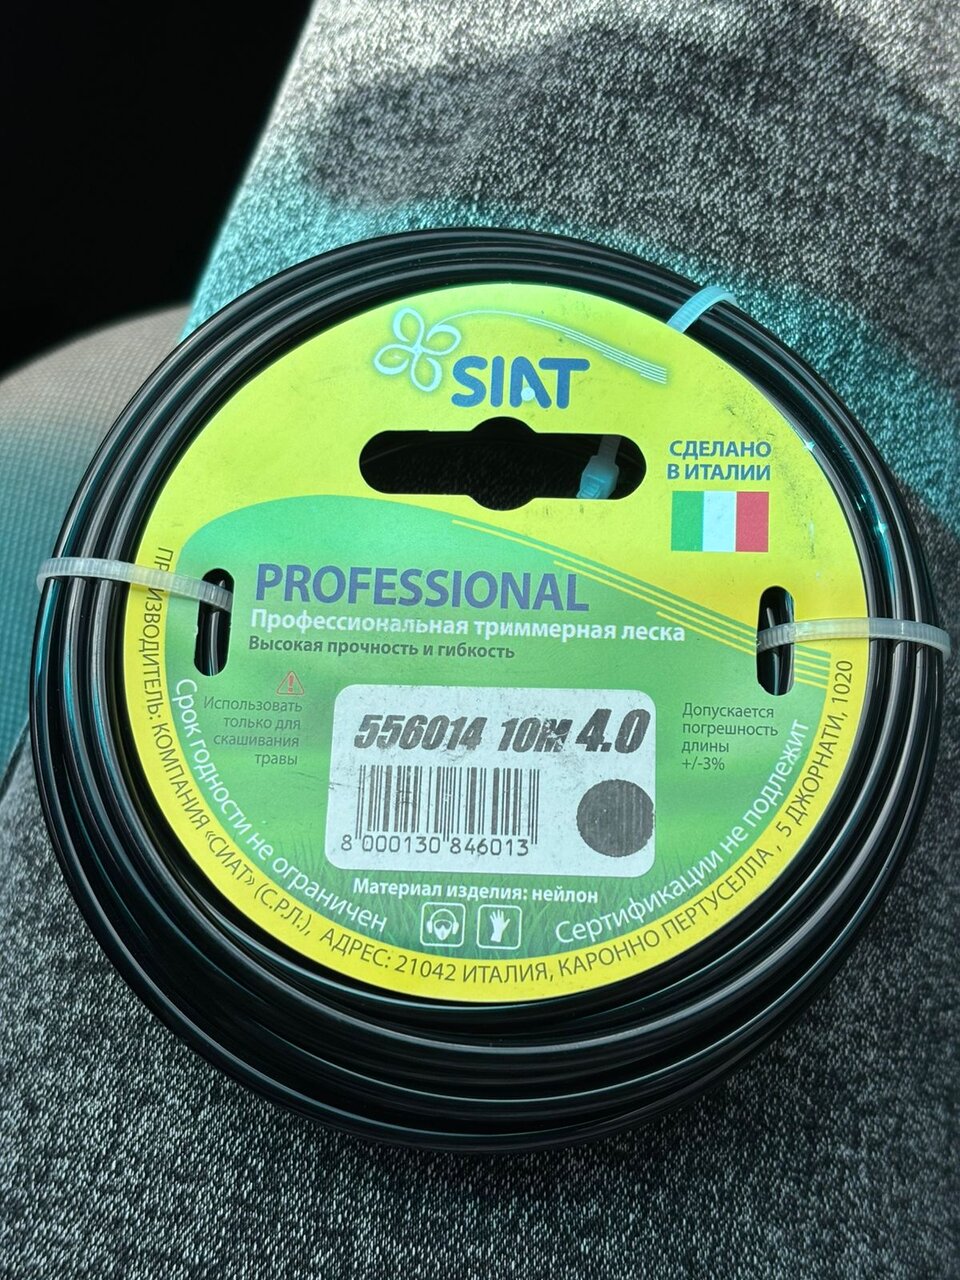 SIAT
СДЕЛАНО
В ИТАЛИИ
PROFESSIONAL
Профессиональная триммерная леска
Высокая прочность и гибкость
Использовать
только для
скашивания
травы
556014 10М 4.0
8 000130 846013
Допускается
погрешность
длины
+/-3%
Материал изделия: нейлон
Срок годности не ограничен
Сертификации не подлежит
ПРОИЗВОДИТЕЛЬ: КОМПАНИЯ «СИАТ» (С.Р.Л.), АДРЕС: 21042 ИТАЛИЯ, КАРОННО ПЕРТУСЕЛЛА , 5 ДЖОРНАТИ, 1020